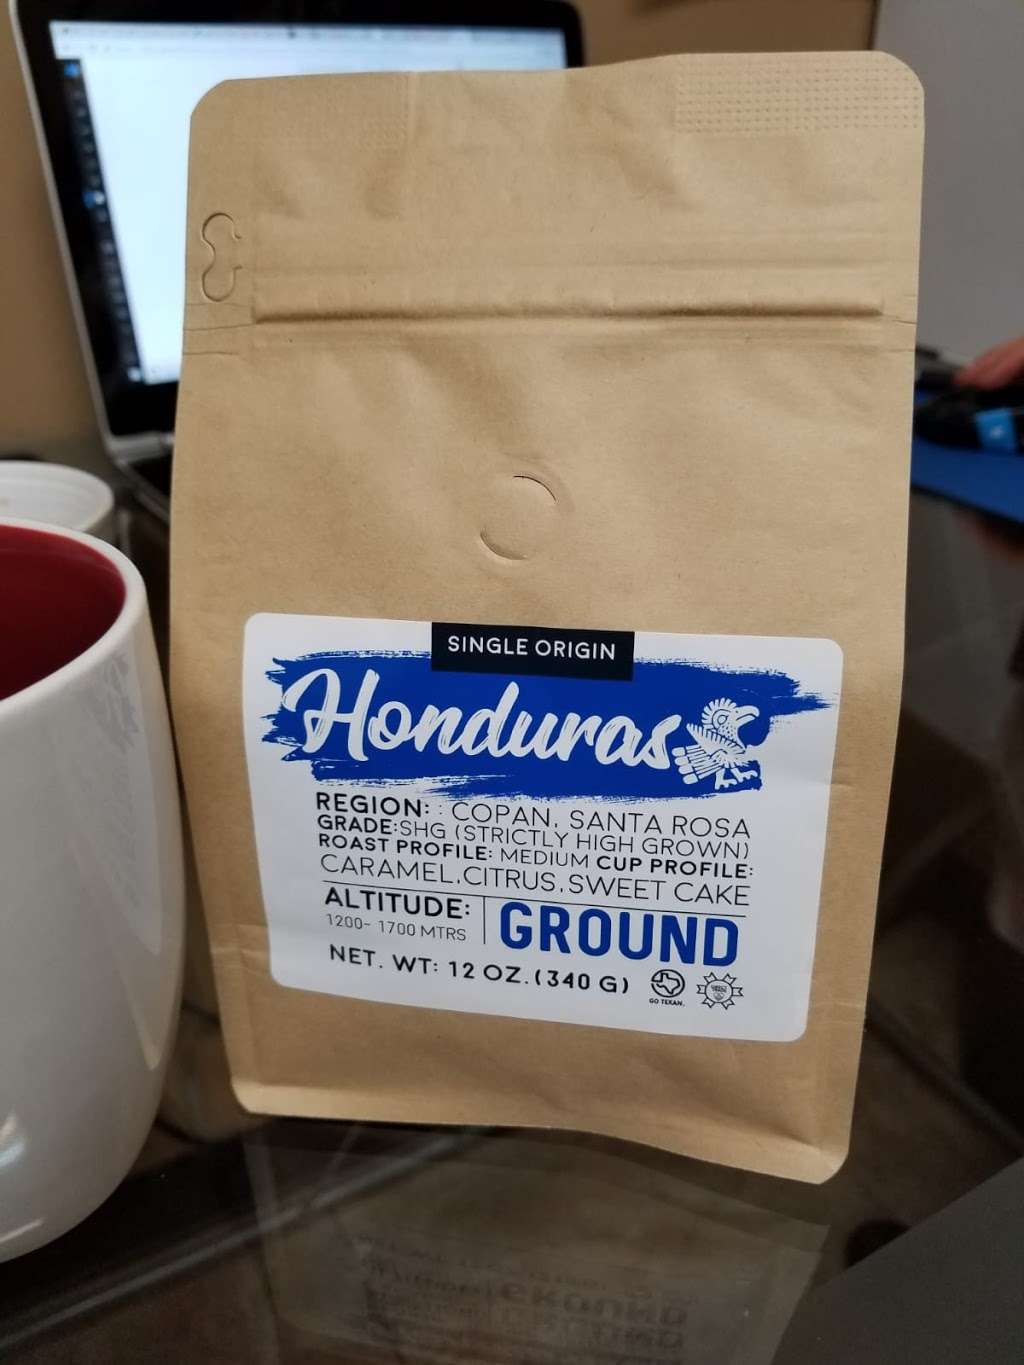 SINGLE ORIGIN
Honduras
REGION: : COPAN, SANTA ROSA
GRADE:SHG (STRICTLY HIGH GROWN)
ROAST PROFILE: MEDIUM CUP PROFILE:
CARAMEL,CITRUS,SWEET CAKE
ALTITUDE:
1200- 1700 MTRS
GROUND
NET. WT: 12 OZ.(340 G)
GO TEXAN.